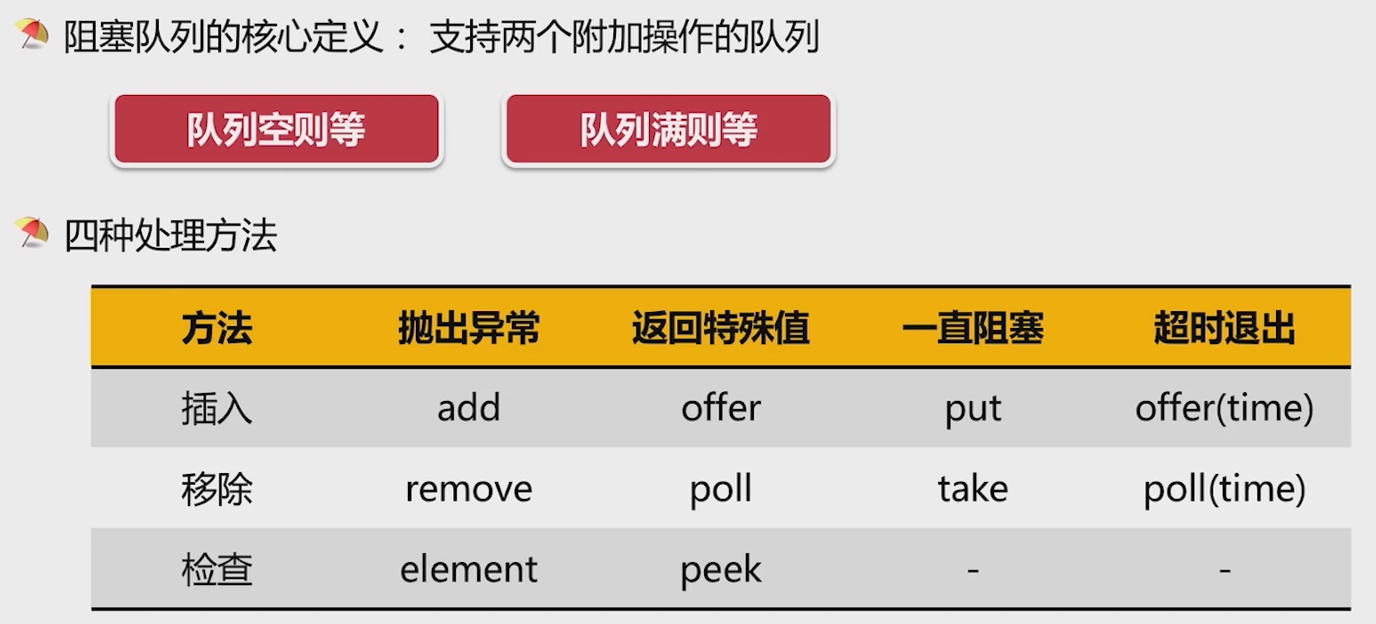 阻塞队列的核心定义： 支持两个附加操作的队列
队列空则等 队列满则等
四种处理方法
方法 抛出异常 返回特殊值 一直阻塞 超时退出
插入 add offer put offer(time)
移除 remove poll take poll(time)
检查 element peek - -